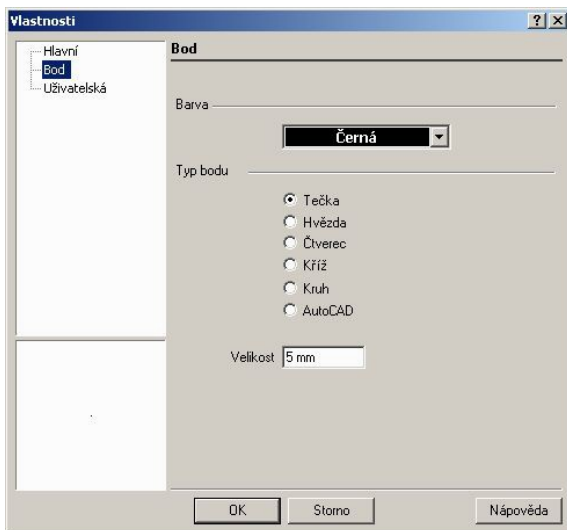 Vlastnosti
Hlavní
Bod
Uživatelská
Bod
Barva
Černá
Typ bodu
Tečka
Hvězda
Čtverec
Kříž
Kruh
AutoCAD
Velikost 5 mm
OK Storno Nápověda